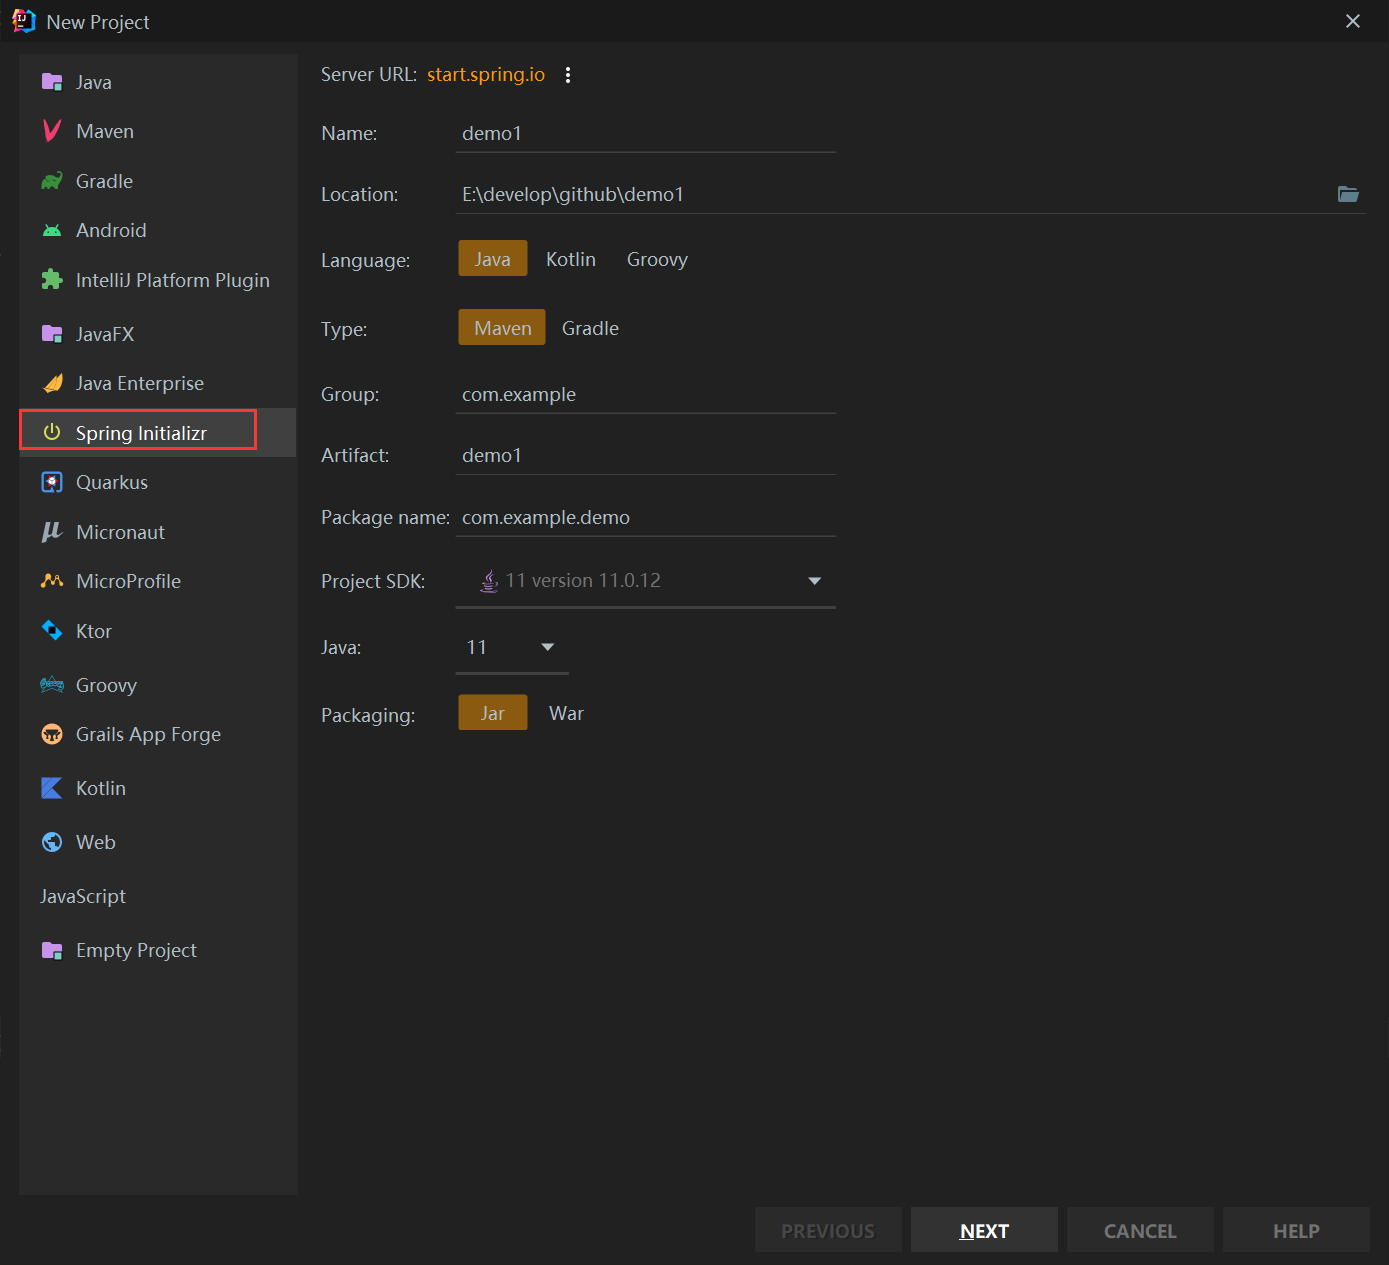 New Project
Java
Maven
Gradle
Android
IntelliJ Platform Plugin
JavaFX
Java Enterprise
Spring Initializr
Quarkus
Micronaut
MicroProfile
Ktor
Groovy
Grails App Forge
Kotlin
Web
JavaScript
Empty Project
Server URL: start.spring.io
Name: demo1
Location: E:\develop\github\demo1
Language: Java Kotlin Groovy
Type: Maven Gradle
Group: com.example
Artifact: demo1
Package name: com.example.demo
Project SDK: 11 version 11.0.12
Java: 11
Packaging: Jar War
PREVIOUS NEXT CANCEL HELP